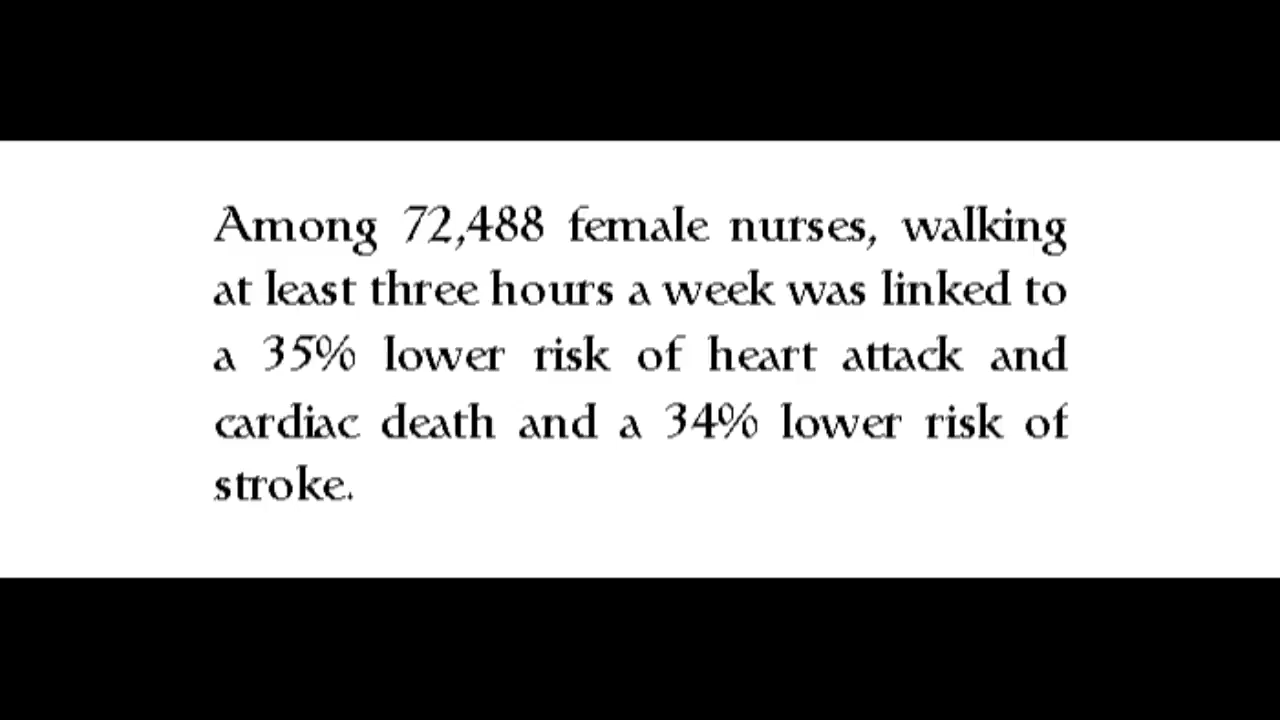 Among 72,488 female nurses, walking
at least three hours a week was linked to
a 35% lower risk of heart attack and
cardiac death and a 34% lower risk of
stroke.